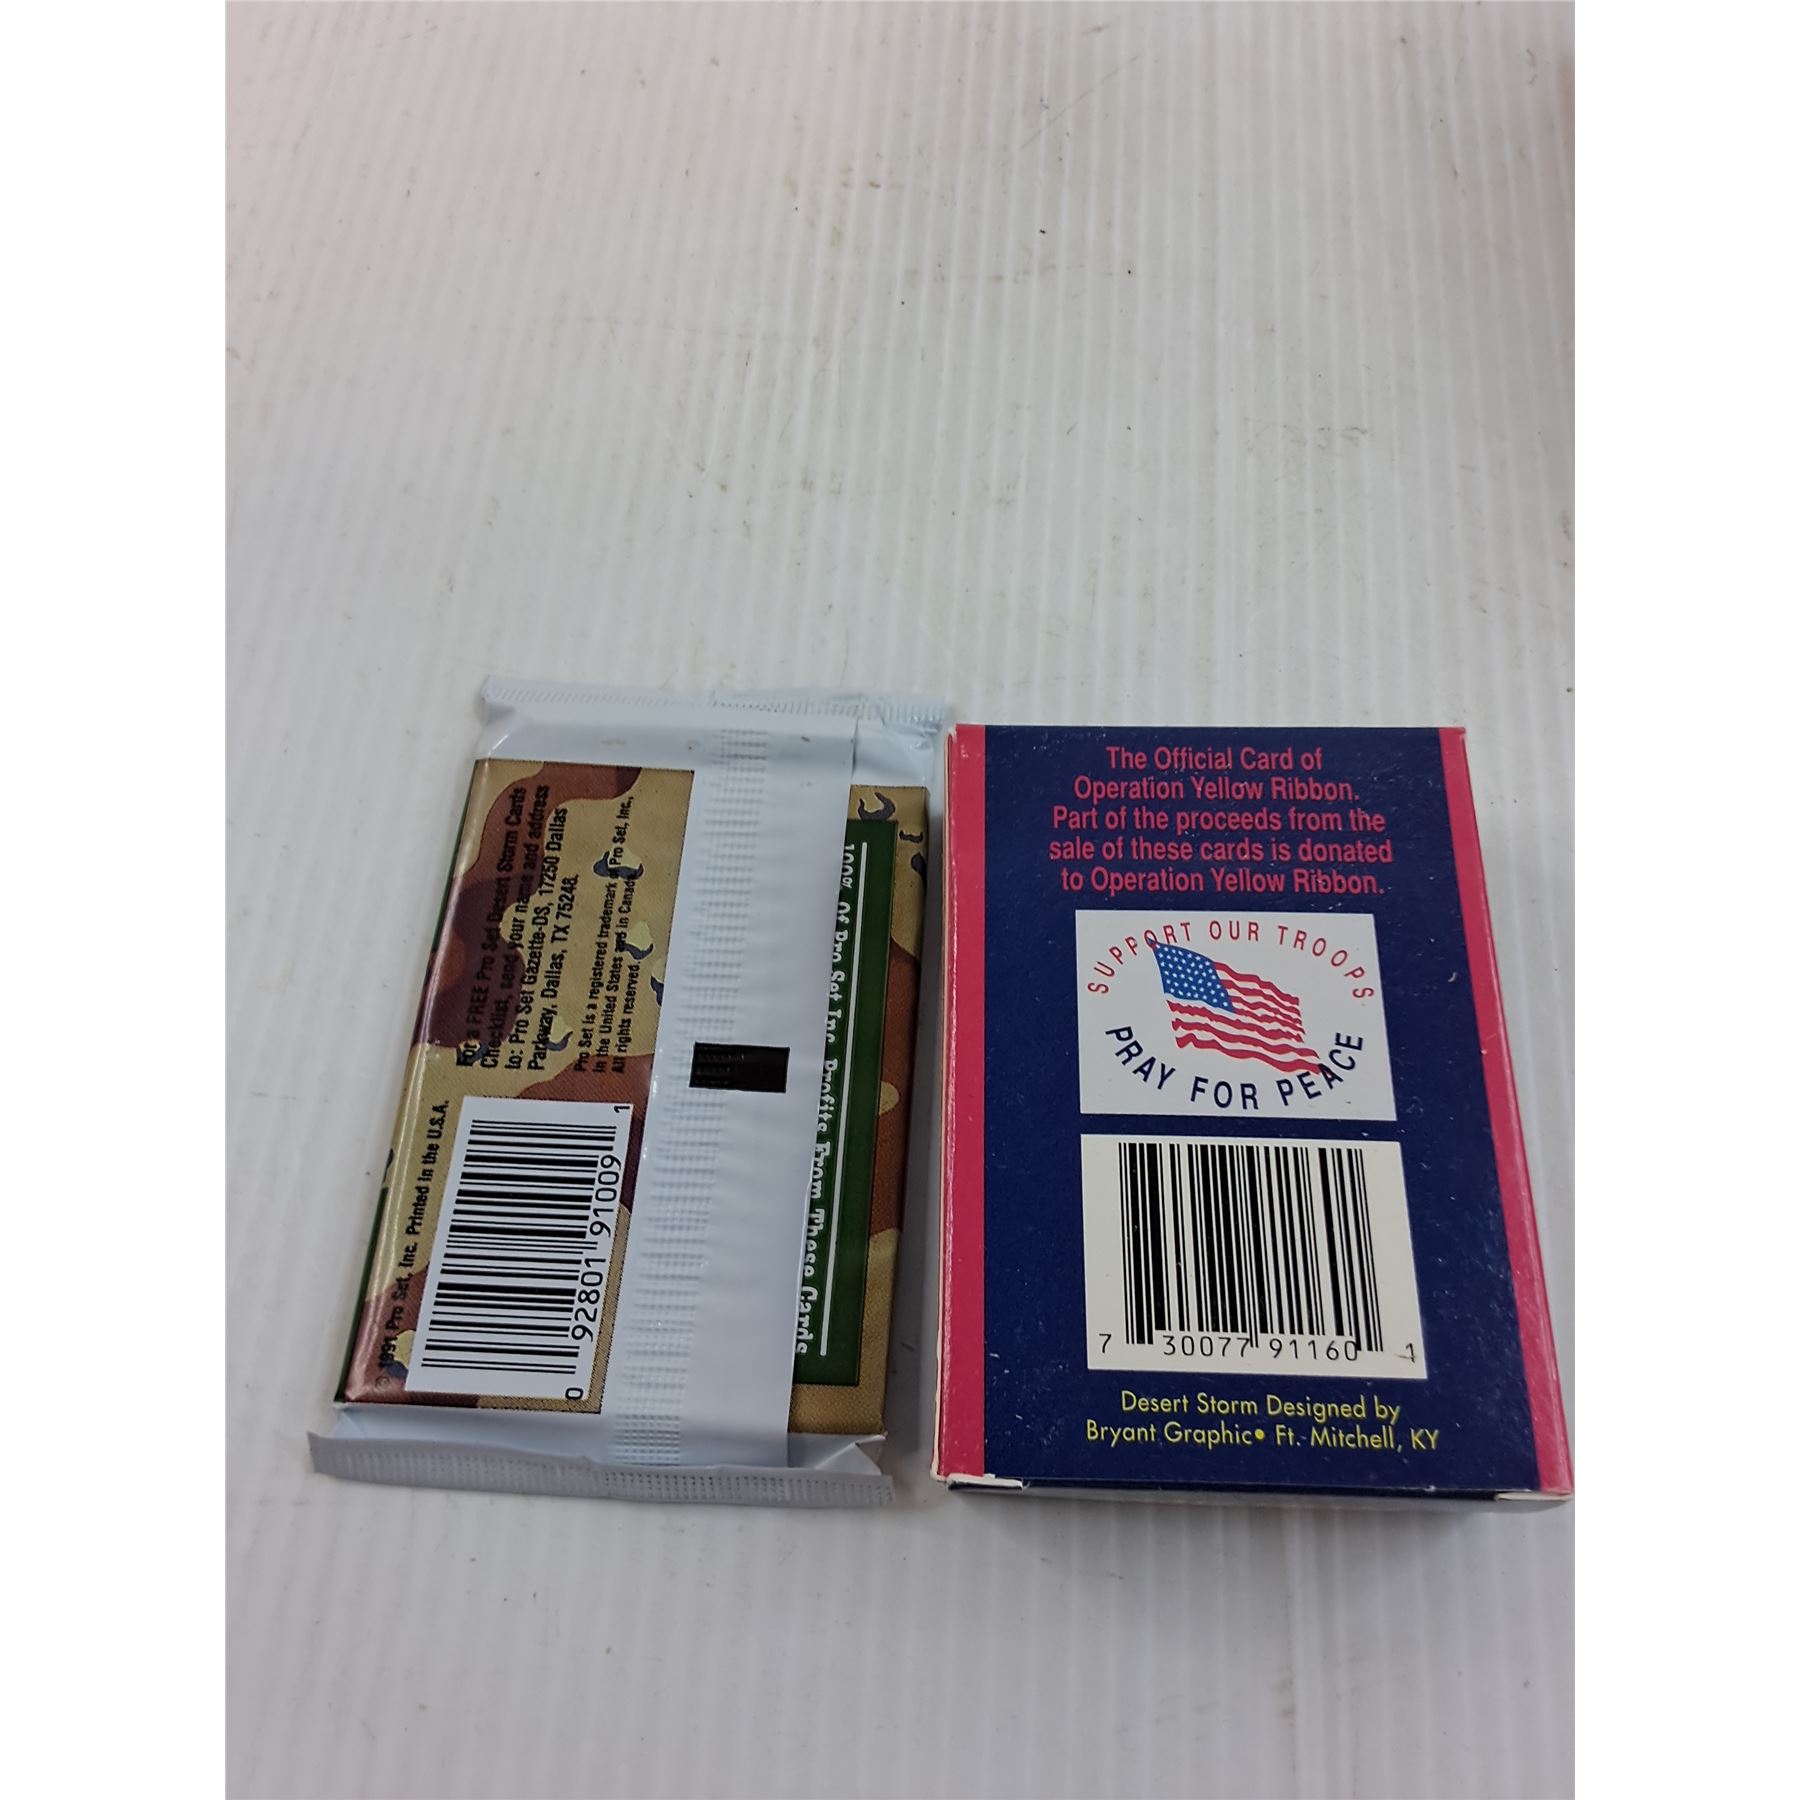 For a FREE Pro Set Desert Storm Cards
Checklist, send your name and address
to: Pro Set Gazette-DS, 17250 Dallas
Parkway, Dallas, TX 75248.
Pro Set is a registered trademark of Pro Set, Inc.,
in the United States and in Canada.
All rights reserved.
© 1991 Pro Set, Inc. Printed in the U.S.A.
0 92801 91009 1
100% Of Pro Set Inc. Profits From These Cards
The Official Card of
Operation Yellow Ribbon.
Part of the proceeds from the
sale of these cards is donated
to Operation Yellow Ribbon.
SUPPORT OUR TROOPS
PRAY FOR PEACE
7 30077 91160 1
Desert Storm Designed by
Bryant Graphic• Ft. Mitchell, KY